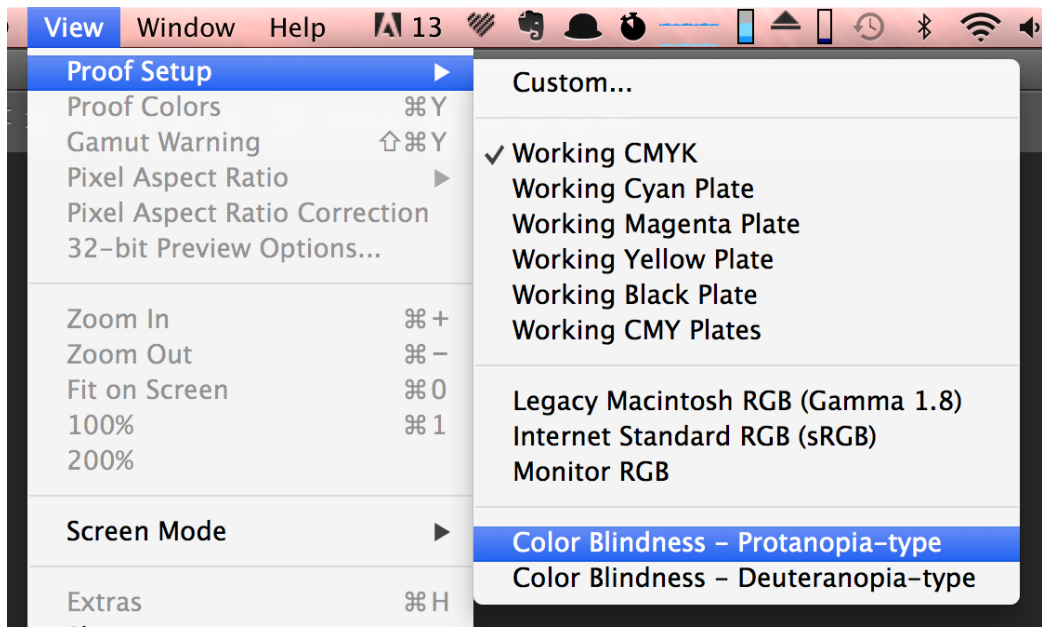 View Window Help 13
Proof Setup
Proof Colors ⌘Y
Gamut Warning ⇧⌘Y
Pixel Aspect Ratio
Pixel Aspect Ratio Correction
32-bit Preview Options...
Zoom In ⌘+
Zoom Out ⌘−
Fit on Screen ⌘0
100% ⌘1
200%
Screen Mode
Extras ⌘H
Custom...
✓ Working CMYK
Working Cyan Plate
Working Magenta Plate
Working Yellow Plate
Working Black Plate
Working CMY Plates
Legacy Macintosh RGB (Gamma 1.8)
Internet Standard RGB (sRGB)
Monitor RGB
Color Blindness – Protanopia-type
Color Blindness – Deuteranopia-type